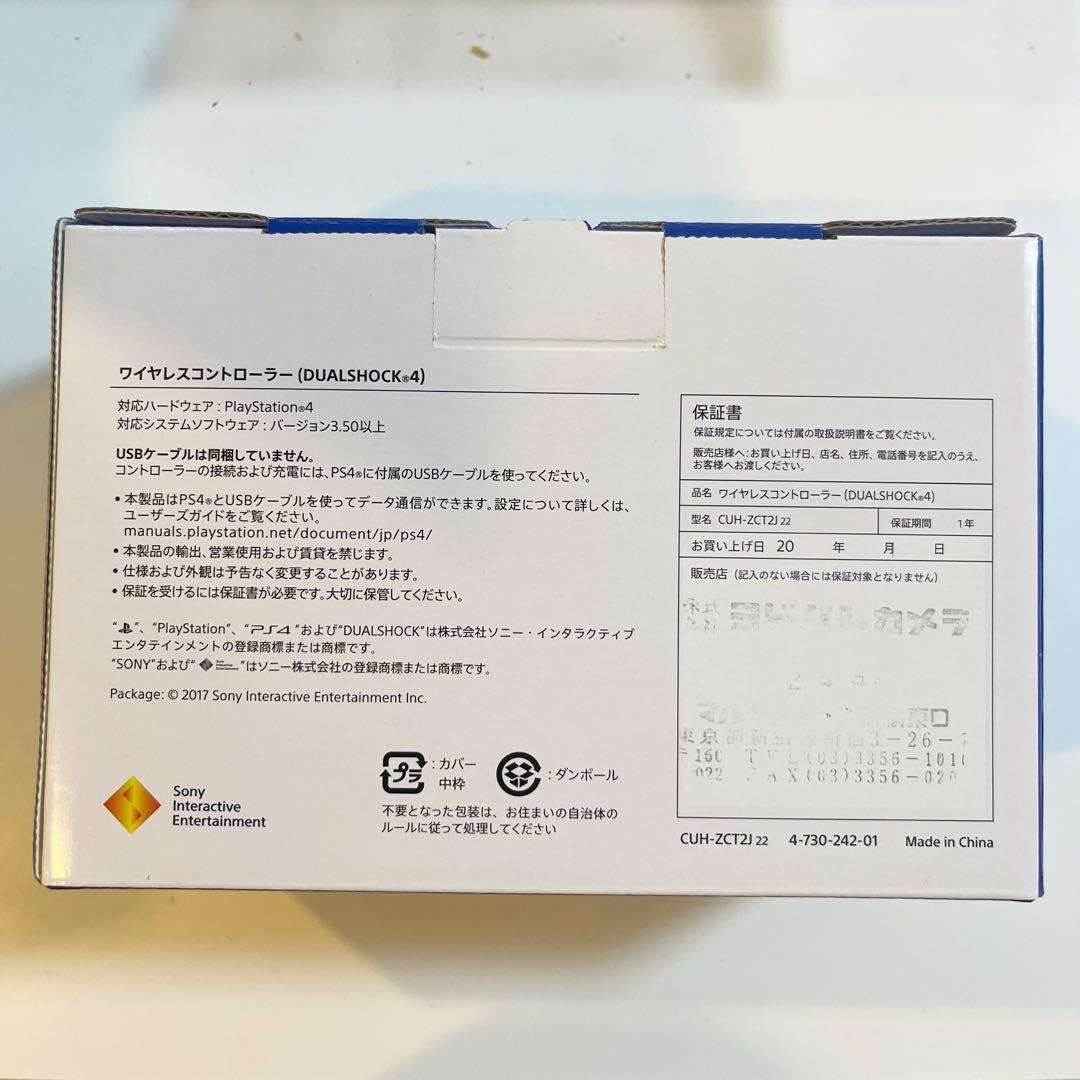 ワイヤレスコントローラー (DUALSHOCK®4)
対応ハードウェア : PlayStation®4
対応システムソフトウェア : バージョン3.50以上
USBケーブルは同梱していません。
コントローラーの接続および充電には、PS4®に付属のUSBケーブルを使ってください。
• 本製品はPS4®とUSBケーブルを使ってデータ通信ができます。設定について詳しくは、
ユーザーズガイドをご覧ください。
manuals.playstation.net/document/jp/ps4/
• 本製品の輸出、営業使用および賃貸を禁じます。
• 仕様および外観は予告なく変更することがあります。
• 保証を受けるには保証書が必要です。大切に保管してください。
“ ”、“PlayStation”、“PS4”および“DUALSHOCK”は株式会社ソニー・インタラクティブ
エンタテインメントの登録商標または商標です。
“SONY”および“ ”はソニー株式会社の登録商標または商標です。
Package: © 2017 Sony Interactive Entertainment Inc.
Sony
Interactive
Entertainment
プラ : カバー
中枠
: ダンボール
不要となった包装は、お住まいの自治体の
ルールに従って処理してください
保証書
保証規定については付属の取扱説明書をご覧ください。
販売店様へ:お買い上げ日、店名、住所、電話番号を記入のうえ、
お客様へお渡しください。
品名 ワイヤレスコントローラー (DUALSHOCK®4)
型名 CUH-ZCT2J 22 保証期間 1年
お買い上げ日 20 年 月 日
販売店 (記入のない場合には保証対象となりません)
カメラ
東口
東京 3-26-
〒160 TEL(03)3356-101
0022 FAX(03)3356-02
CUH-ZCT2J 22 4-730-242-01 Made in China